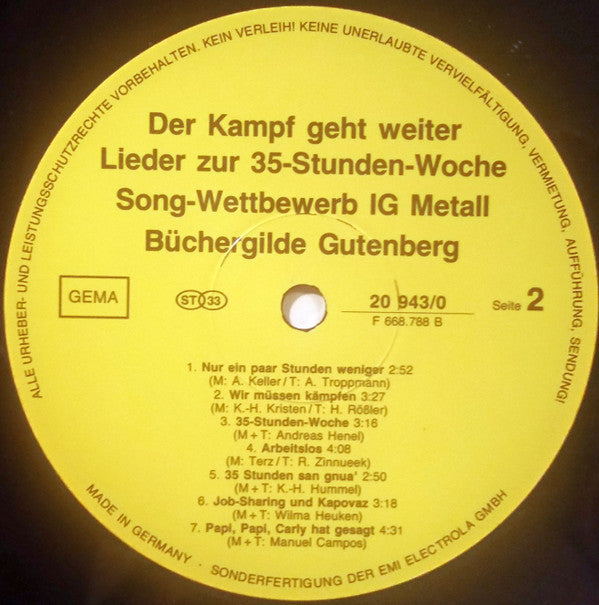 ALLE URHEBER- UND LEISTUNGSSCHUTZRECHTE VORBEHALTEN. KEIN VERLEIH! KEINE UNERLAUBTE VERVIELFÄLTIGUNG, VERMIETUNG, AUFFÜHRUNG, SENDUNG!
Der Kampf geht weiter
Lieder zur 35-Stunden-Woche
Song-Wettbewerb IG Metall
Büchergilde Gutenberg
GEMA
ST 33
20 943/0
F 668.788 B
Seite 2
1. Nur ein paar Stunden weniger 2:52
(M: A. Keller/T: A. Troppmann)
2. Wir müssen kämpfen 3:27
(M: K.-H. Kristen/T: H. Rößler)
3. 35-Stunden-Woche 3:16
(M+T: Andreas Henel)
4. Arbeitslos 4:08
(M: Terz/T: R. Zinnueek)
5. 35 Stunden san gnua' 2:50
(M+T: K.-H. Hummel)
6. Job-Sharing und Kapovaz 3:18
(M+T: Wilma Heuken)
7. Papi, Papi, Carly hat gesagt 4:31
(M+T: Manuel Campos)
MADE IN GERMANY · SONDERFERTIGUNG DER EMI ELECTROLA GMBH